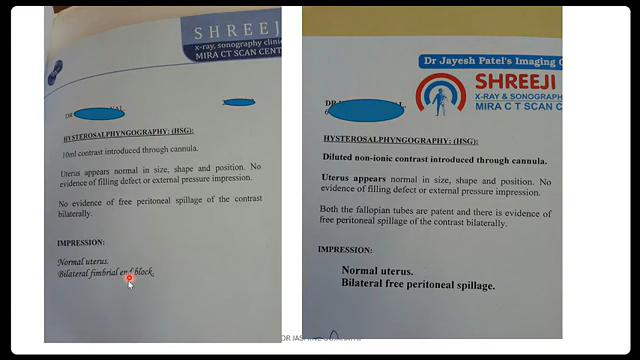 SHREEJI
x-ray, sonography clinic
MIRA CT SCAN CENT
DR
HYSTEROSALPHYNGOGRAPHY: (HSG):
10ml contrast introduced through cannula.
Uterus appears normal in size, shape and position. No
evidence of filling defect or external pressure impression.
No evidence of free peritoneal spillage of the contrast
bilaterally.
IMPRESSION:
Normal uterus.
Bilateral fimbrial end block.
Dr Jayesh Patel's Imaging
SHREEJI
X-RAY & SONOGRAPH
MIRA C T SCAN C
DR
HYSTEROSALPHYNGOGRAPHY: (HSG):
Diluted non-ionic contrast introduced through cannula.
Uterus appears normal in size, shape and position. No
evidence of filling defect or external pressure impression.
Both the fallopian tubes are patent and there is evidence of
free peritoneal spillage of the contrast bilaterally.
IMPRESSION:
Normal uterus.
Bilateral free peritoneal spillage.